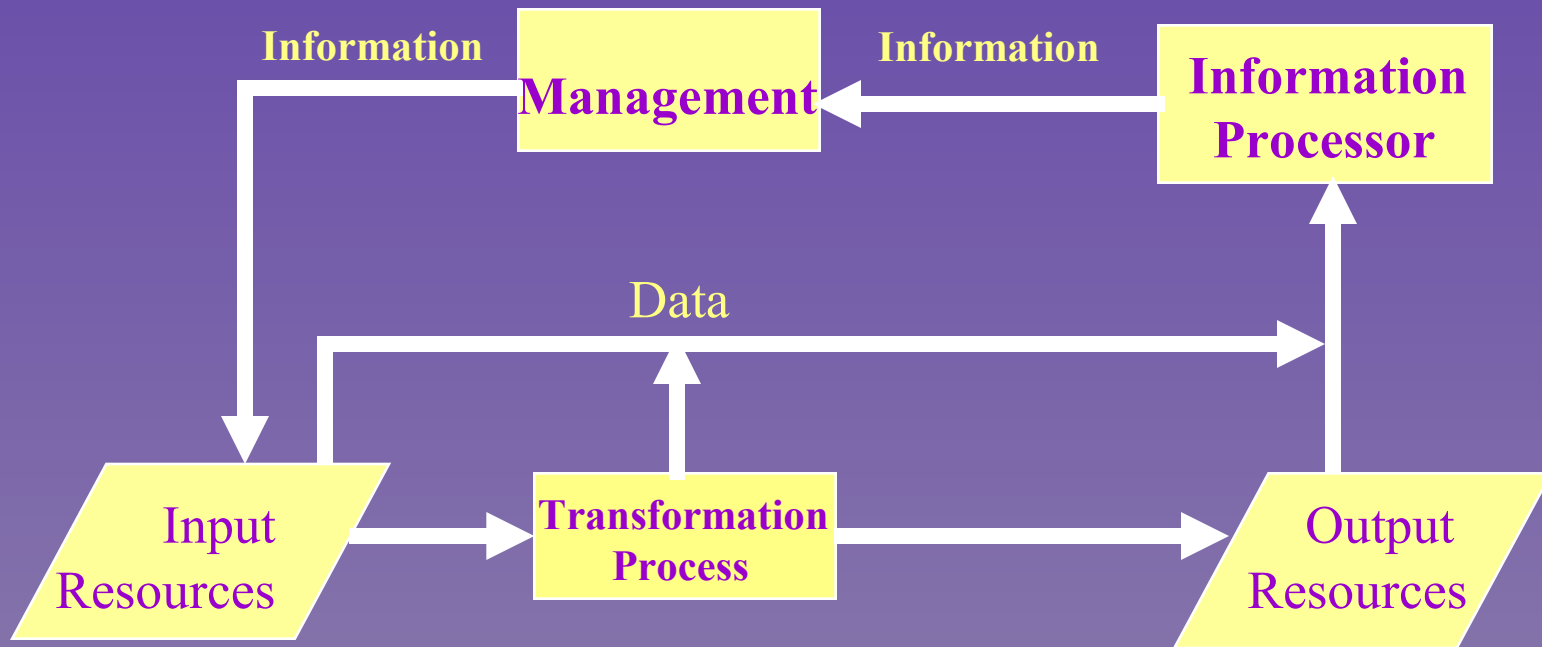 Information
Management
Information
Information
Processor
Data
Input
Resources
Transformation
Process
Output
Resources